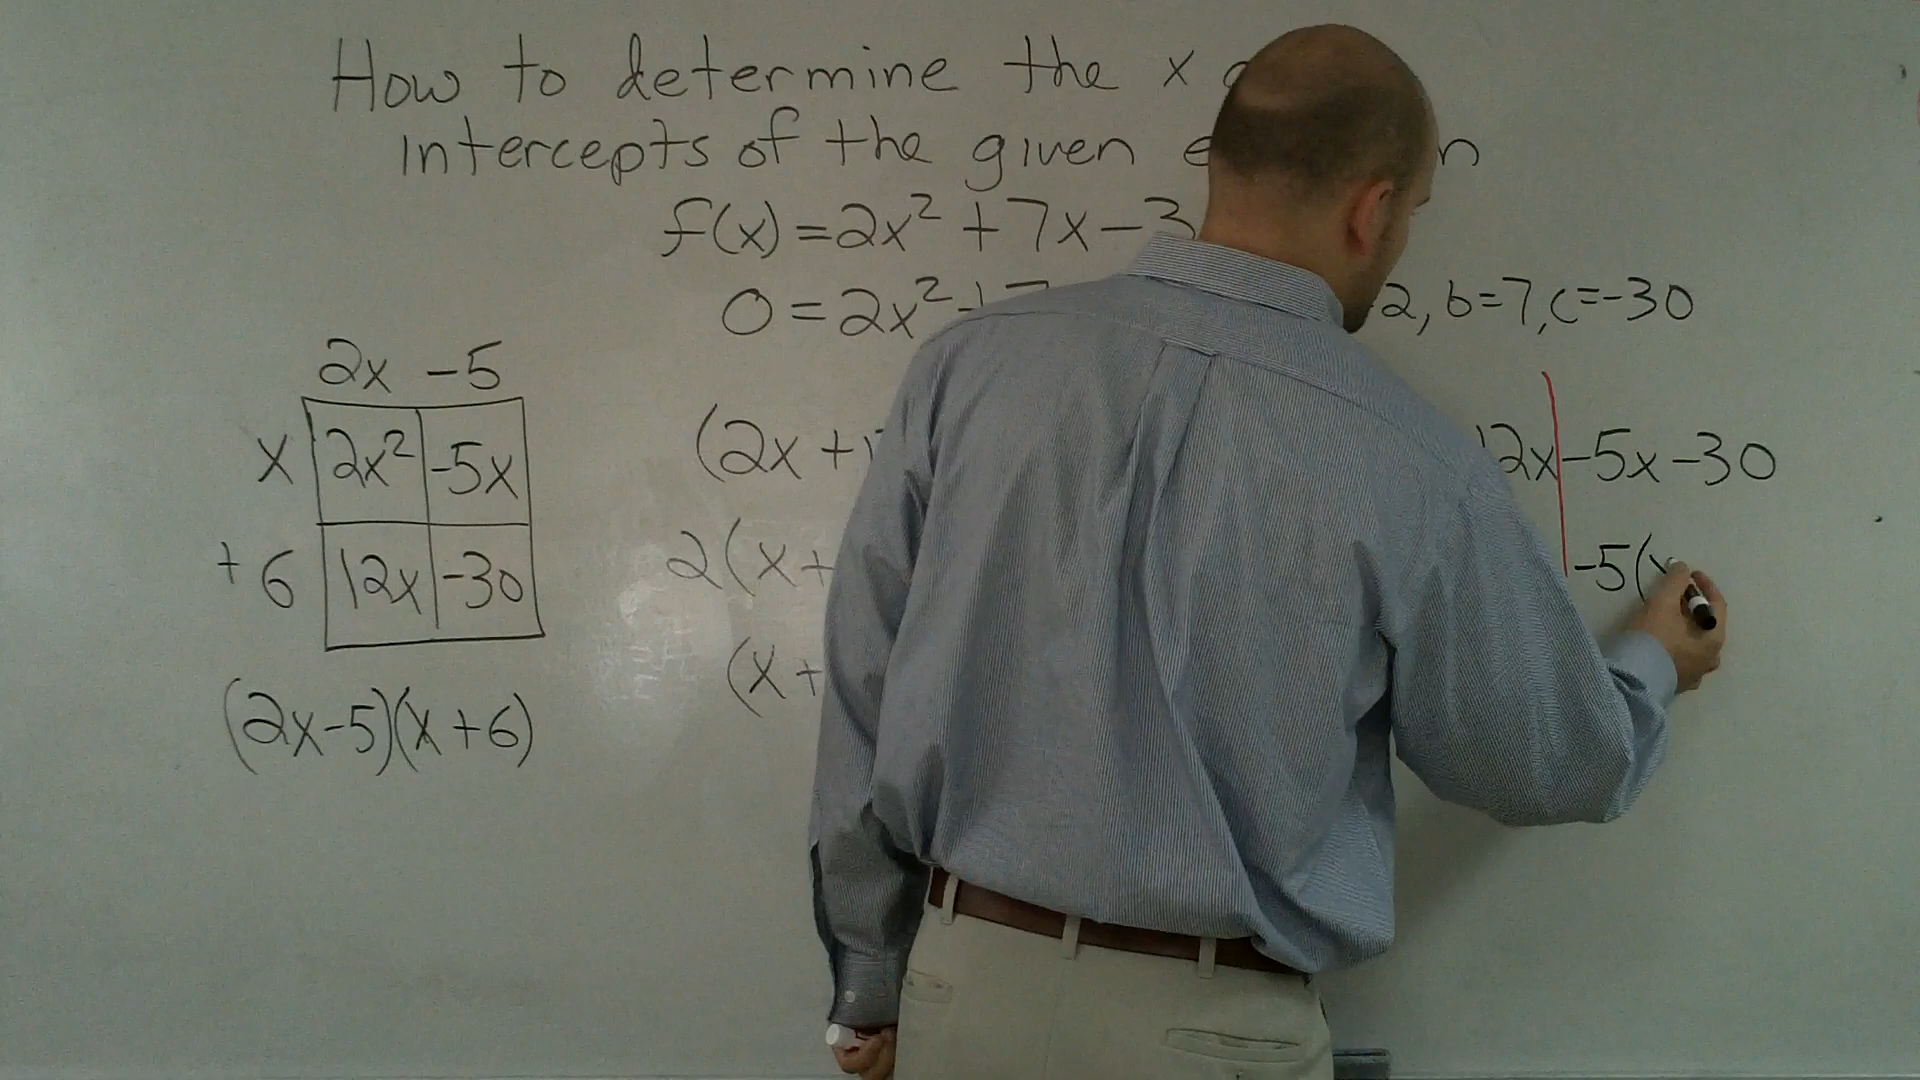 How to determine the x
intercepts of the given
f(x)=2x²+7x-3
0=2x²+7
2, b=7, c=-30
2x -5
x 2x² -5x
+6 12x -30
(2x-5)(x+6)
(2x+
2(x+
(x+
12x-5x-30
-5(x